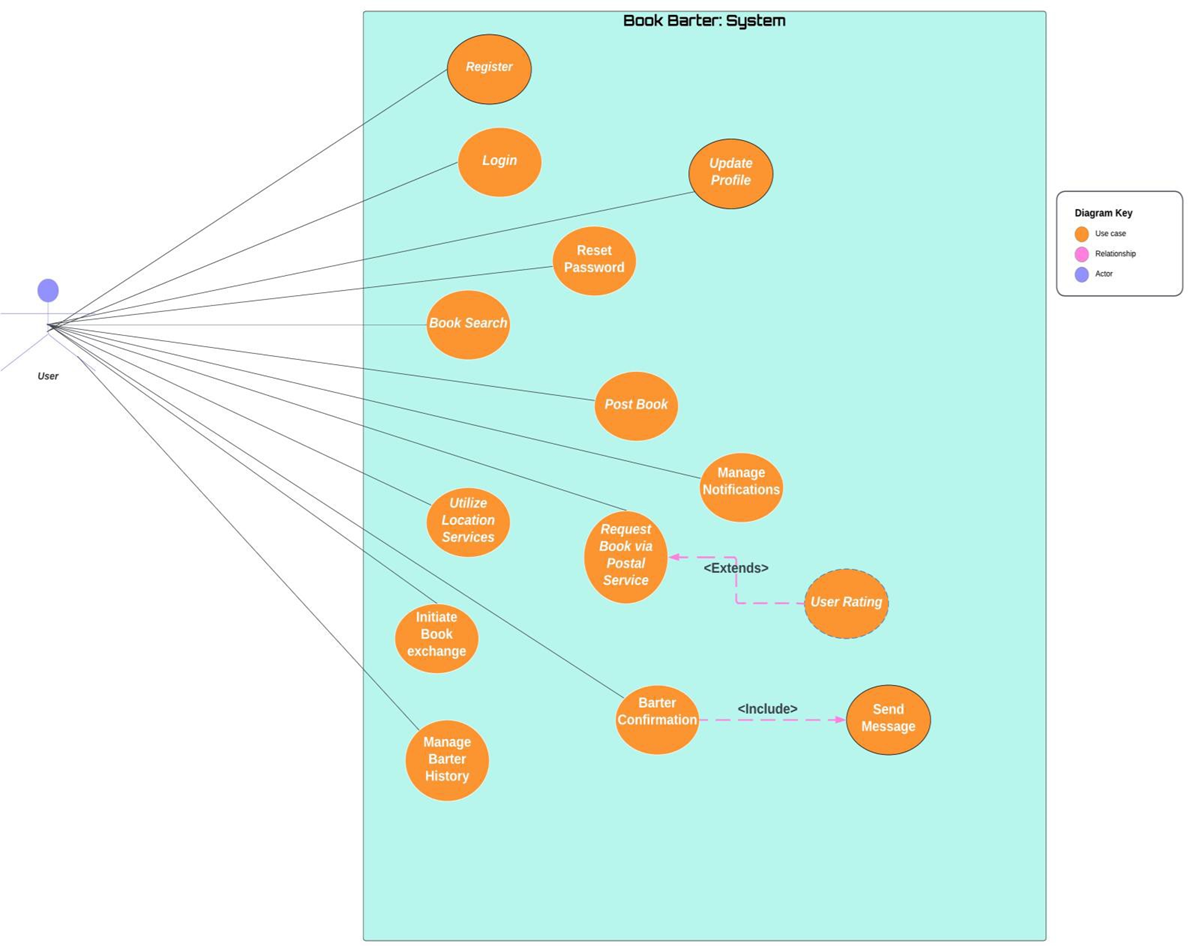 Book Barter: System
Register
Login
Update
Profile
Diagram Key
Use case
Relationship
Actor
Reset
Password
Book Search
User
Post Book
Manage
Notifications
Utilize
Location
Services
Request
Book via
Postal
Service
<Extends>
User Rating
Initiate
Book
exchange
Barter
Confirmation
<Include>
Send
Message
Manage
Barter
History